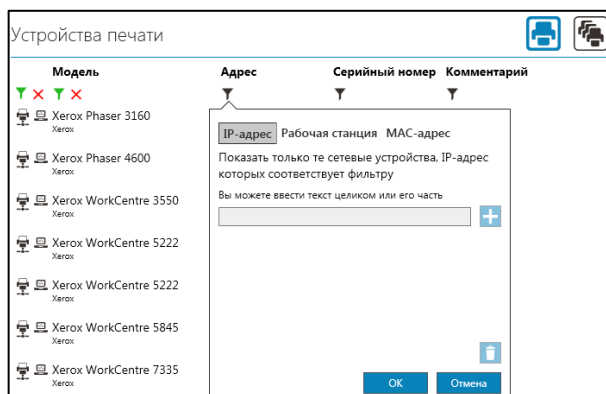 Устройства печати
Модель Адрес Серийный номер Комментарий
Xerox Phaser 3160
Xerox
Xerox Phaser 4600
Xerox
Xerox WorkCentre 3550
Xerox
Xerox WorkCentre 5222
Xerox
Xerox WorkCentre 5222
Xerox
Xerox WorkCentre 5845
Xerox
Xerox WorkCentre 7335
Xerox
IP-адрес Рабочая станция MAC-адрес
Показать только те сетевые устройства, IP-адрес
которых соответствует фильтру
Вы можете ввести текст целиком или его часть
ОК Отмена